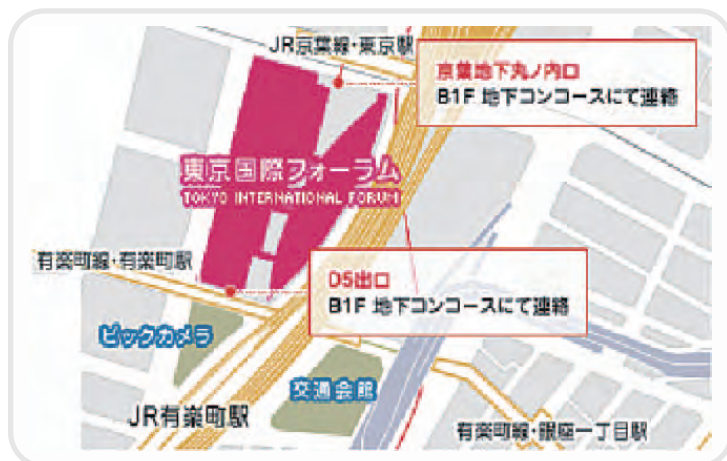 JR京葉線・東京駅
京葉地下丸ノ内口
B1F 地下コンコースにて連絡
東京国際フォーラム
TOKYO INTERNATIONAL FORUM
有楽町線・有楽町駅
D5出口
B1F 地下コンコースにて連絡
ビックカメラ
交通会館
JR有楽町駅
有楽町線・銀座一丁目駅